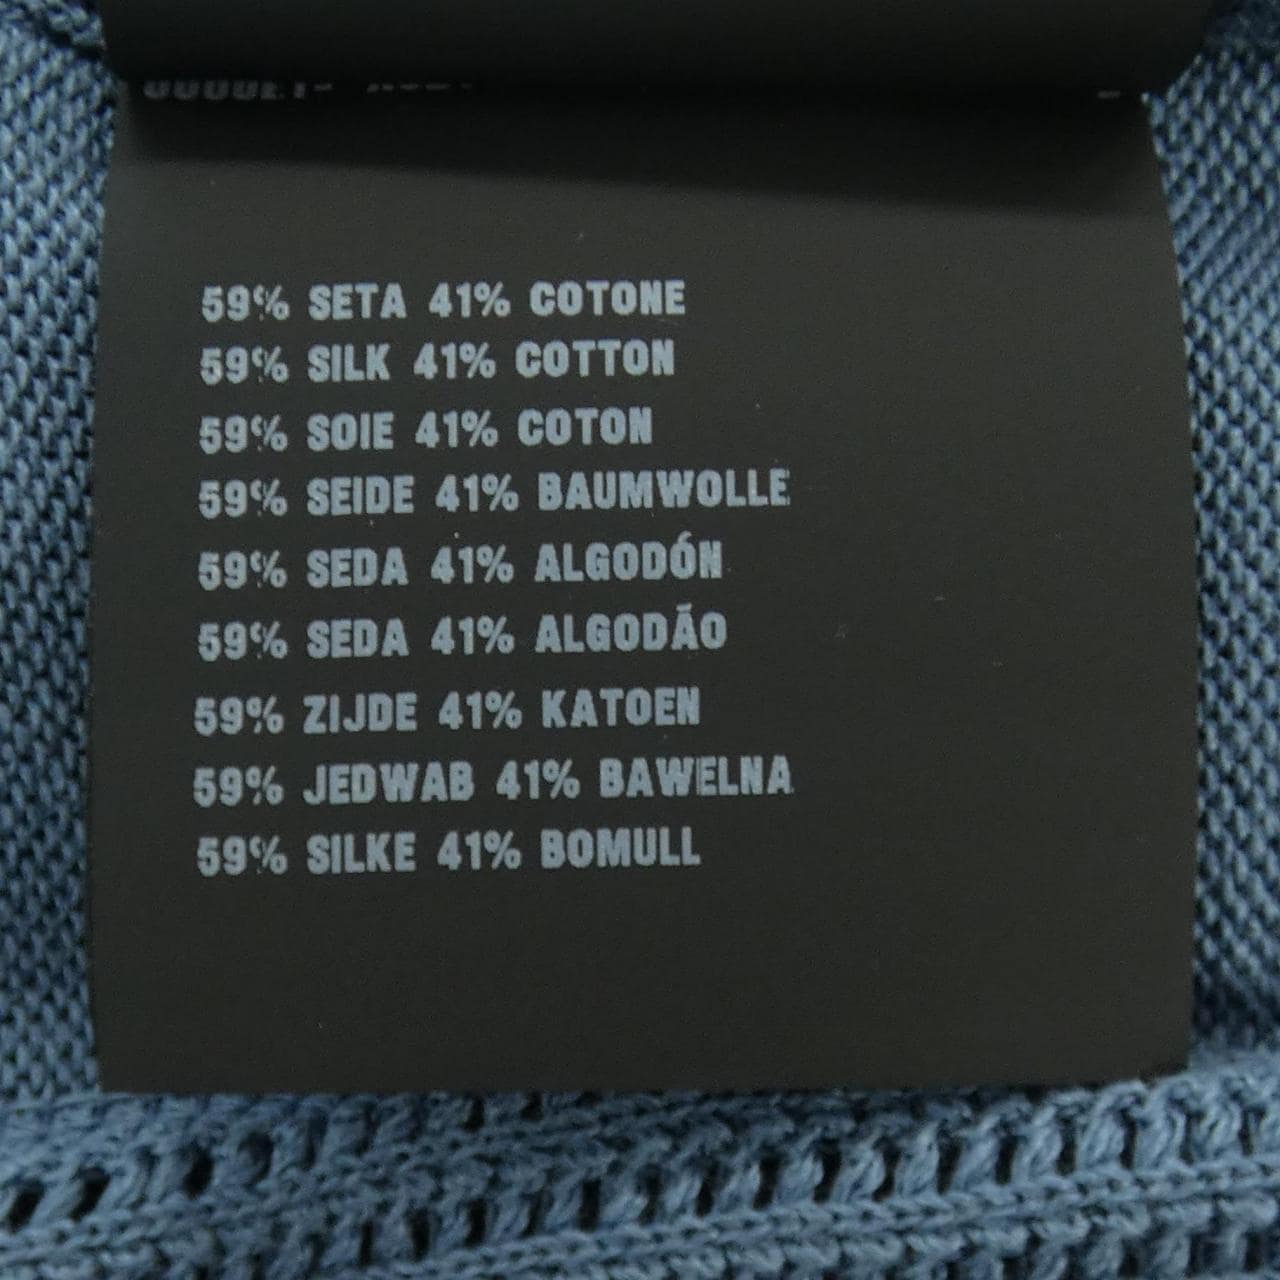 59% SETA 41% COTONE
59% SILK 41% COTTON
59% SOIE 41% COTON
59% SEIDE 41% BAUMWOLLE
59% SEDA 41% ALGODÓN
59% SEDA 41% ALGODÃO
59% ZIJDE 41% KATOEN
59% JEDWAB 41% BAWELNA
59% SILKE 41% BOMULL